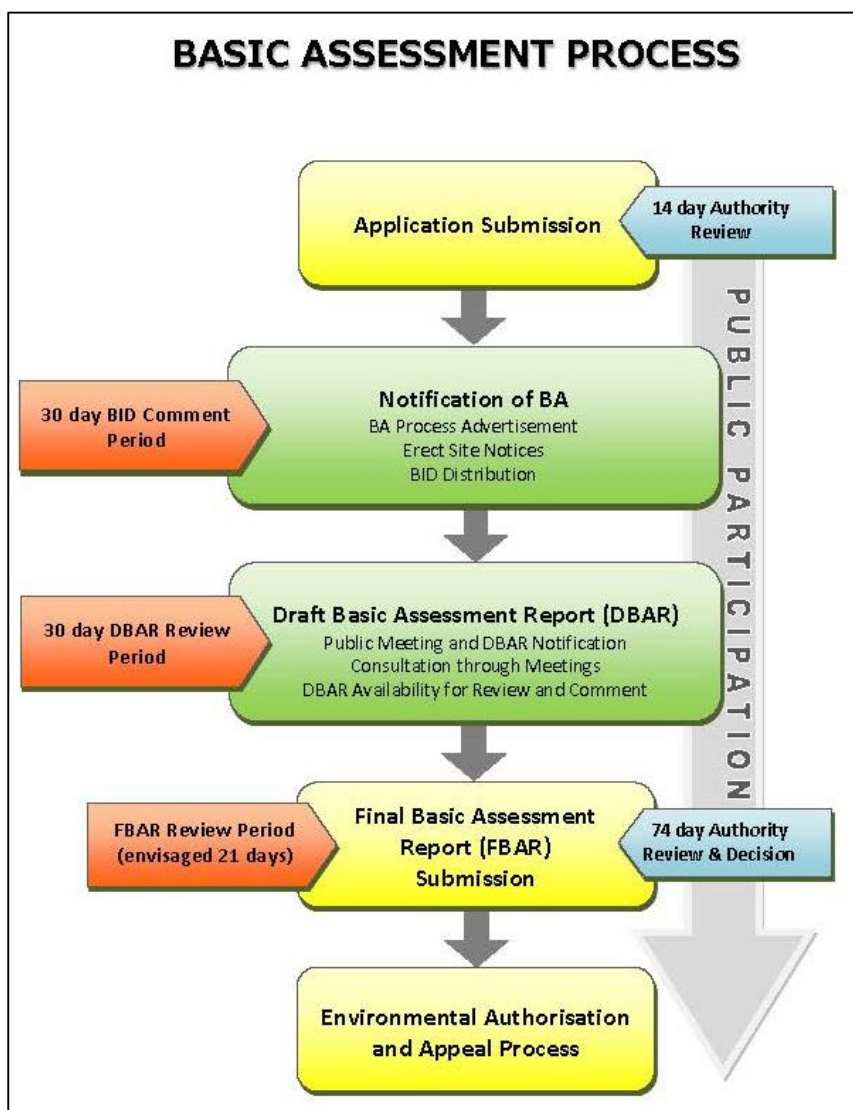 BASIC ASSESSMENT PROCESS
Application Submission
14 day Authority
Review
PUBLIC PARTICIPATION
30 day BID Comment
Period
Notification of BA
BA Process Advertisement
Erect Site Notices
BID Distribution
30 day DBAR Review
Period
Draft Basic Assessment Report (DBAR)
Public Meeting and DBAR Notification
Consultation through Meetings
DBAR Availability for Review and Comment
FBAR Review Period
(envisaged 21 days)
Final Basic Assessment
Report (FBAR)
Submission
74 day Authority
Review & Decision
Environmental Authorisation
and Appeal Process